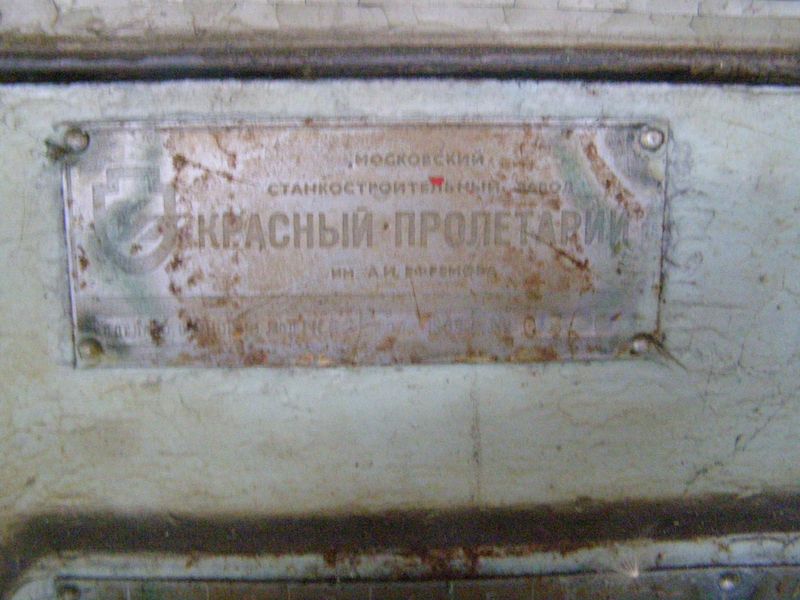 МОСКОВСКИЙ
СТАНКОСТРОИТЕЛЬНЫЙ ЗАВОД
КРАСНЫЙ ПРОЛЕТАРИЙ
ИМ. А.И. ЕФРЕМОВА